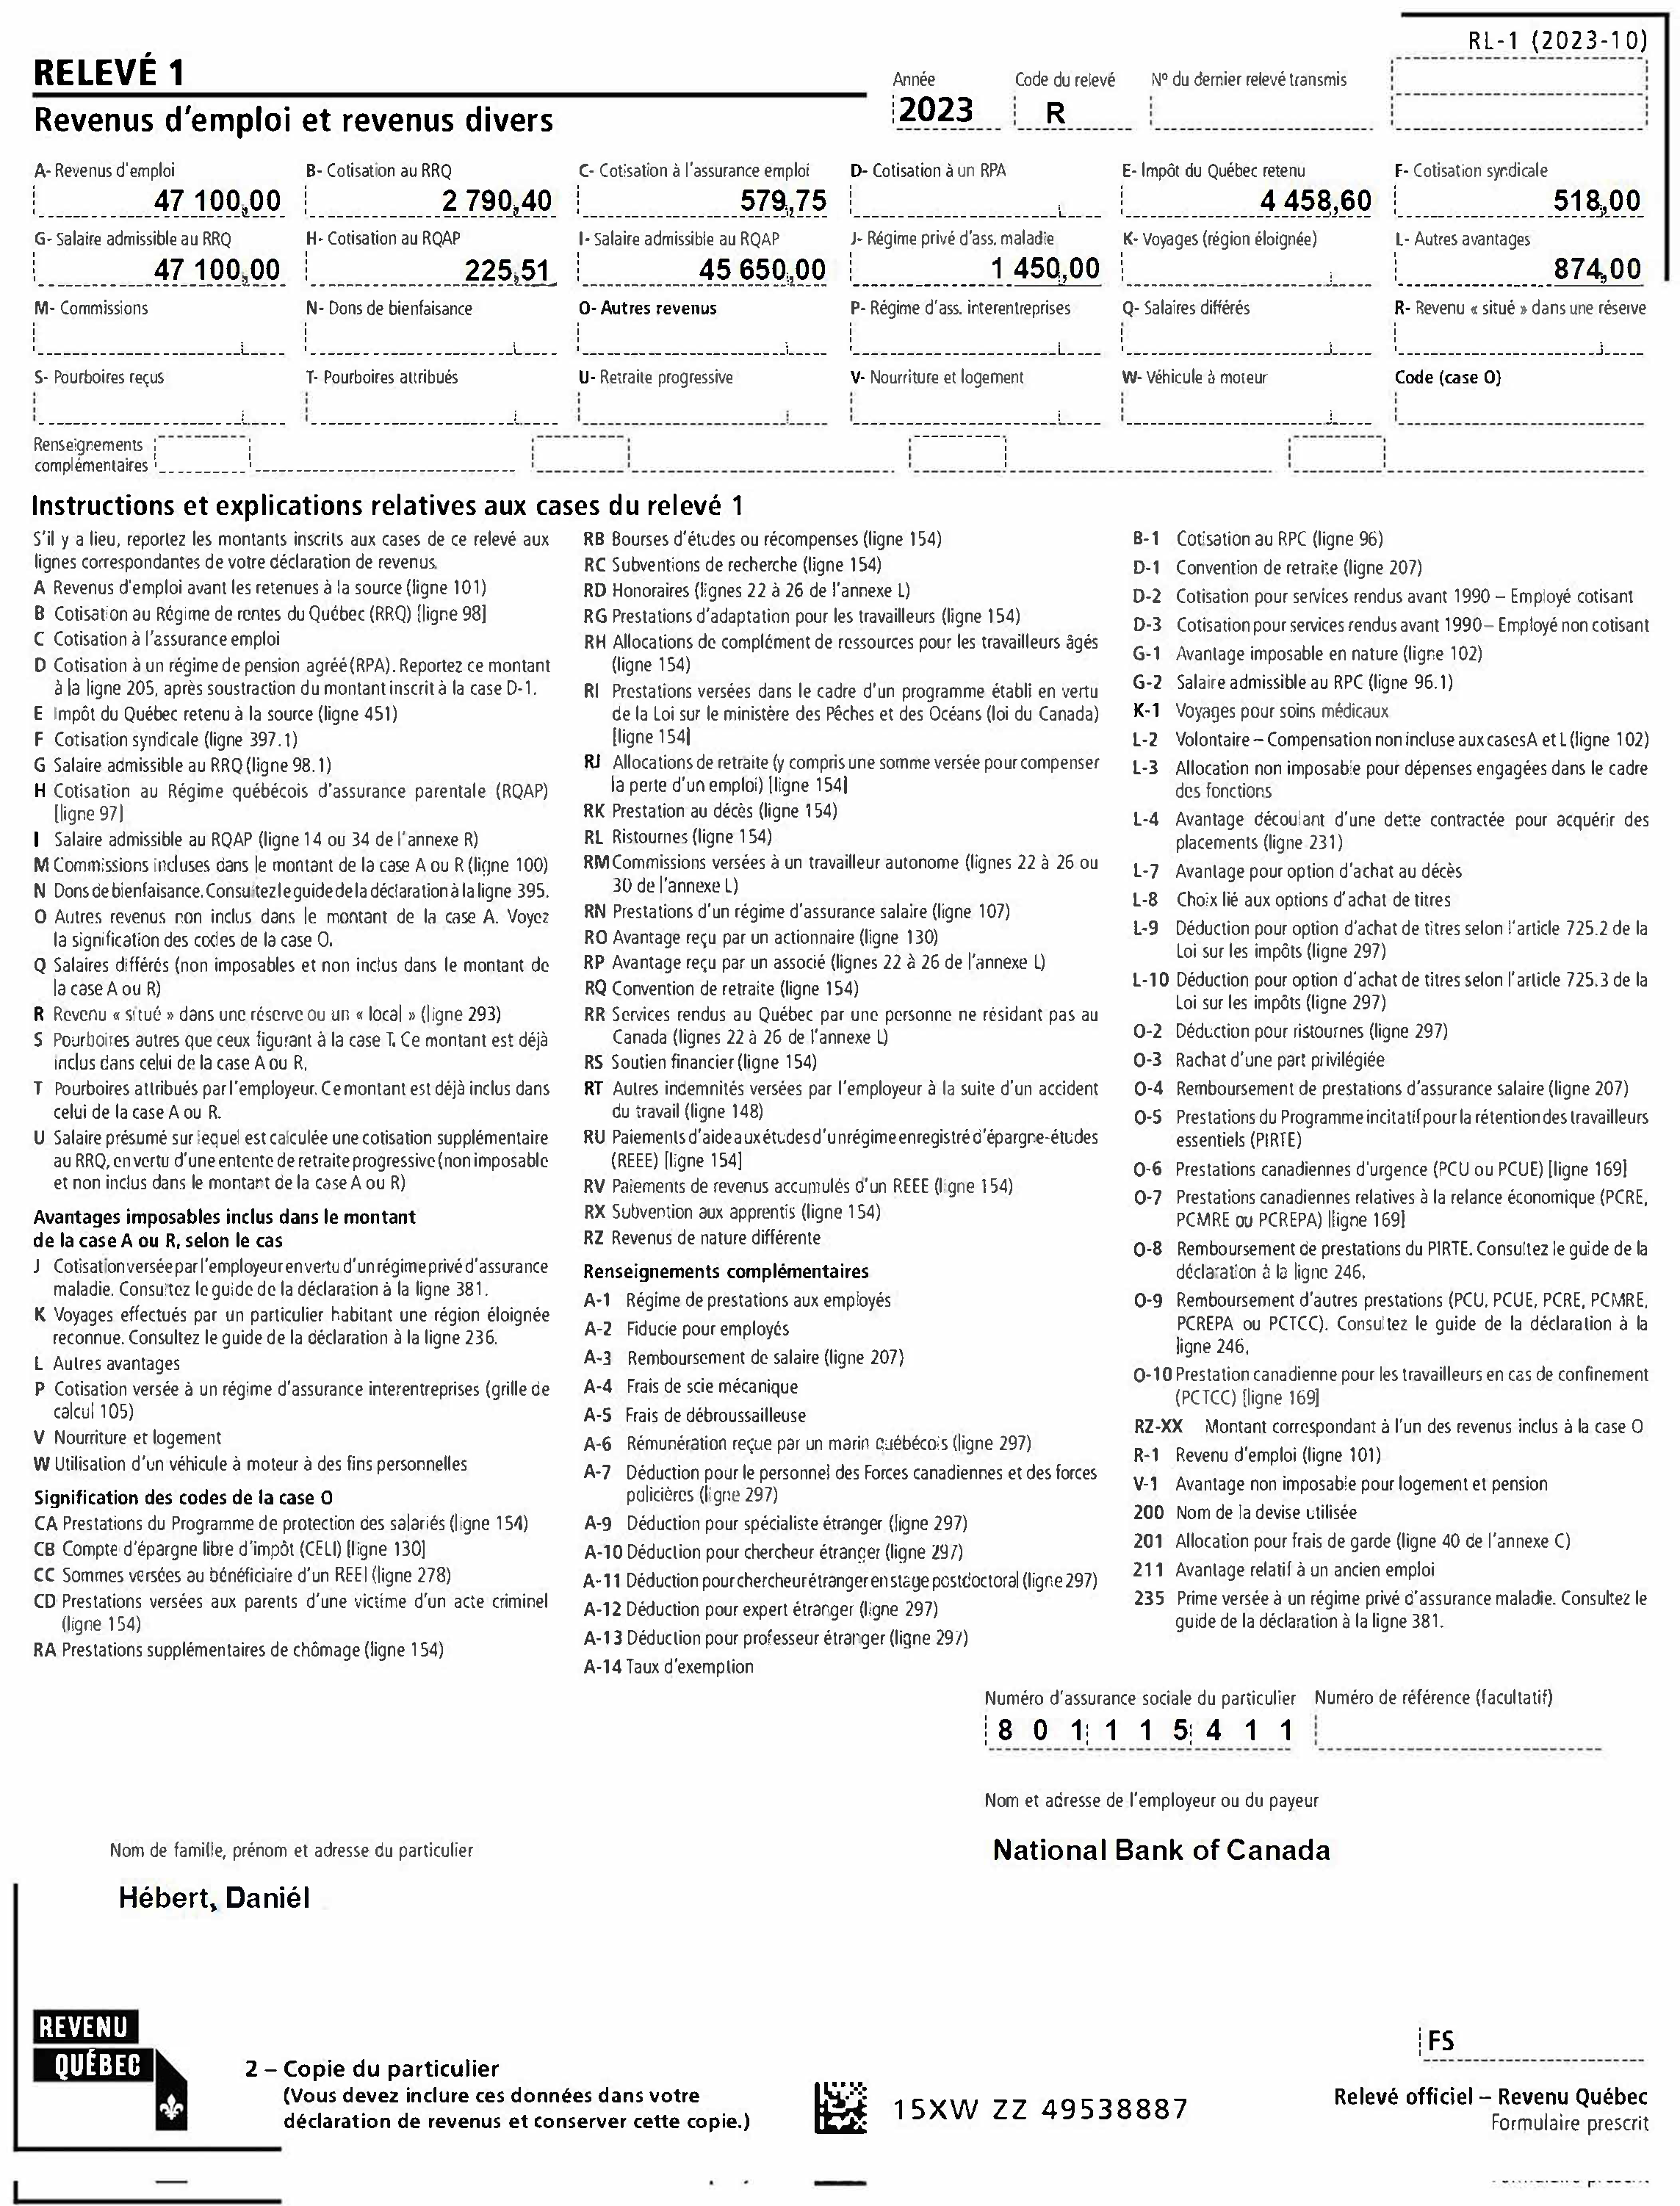 RL-1 (2023-10)
RELEVÉ 1
Revenus d'emploi et revenus divers
Année
2023
Code du relevé
R
Nº du dernier relevé transmis
A- Revenus d'emploi
47 100,00
B- Cotisation au RRQ
2 790,40
C- Cotisation à l'assurance emploi
579,75
D- Cotisation à un RPA
E- Impôt du Québec retenu
4 458,60
F- Cotisation syndicale
518,00
G- Salaire admissible au RRQ
47 100,00
H- Cotisation au RQAP
225,51
I- Salaire admissible au RQAP
45 650,00
J- Régime privé d'ass. maladie
1 450,00
K- Voyages (région éloignée)
L- Autres avantages
874,00
M- Commissions
N- Dons de bienfaisance
O- Autres revenus
P- Régime d'ass. interentreprises
Q- Salaires différés
R- Revenu « situé » dans une réserve
S- Pourboires reçus
T- Pourboires attribués
U- Retraite progressive
V- Nourriture et logement
W- Véhicule à moteur
Code (case O)
Renseignements
complémentaires
Instructions et explications relatives aux cases du relevé 1
S'il y a lieu, reportez les montants inscrits aux cases de ce relevé aux
lignes correspondantes de votre déclaration de revenus.
A Revenus d'emploi avant les retenues à la source (ligne 101)
B Cotisation au Régime de rentes du Québec (RRQ) [ligne 98]
C Cotisation à l'assurance emploi
D Cotisation à un régime de pension agréé (RPA). Reportez ce montant
à la ligne 205, après soustraction du montant inscrit à la case D-1.
E Impôt du Québec retenu à la source (ligne 451)
F Cotisation syndicale (ligne 397.1)
G Salaire admissible au RRQ (ligne 98.1)
H Cotisation au Régime québécois d'assurance parentale (RQAP)
[ligne 97]
I Salaire admissible au RQAP (ligne 14 ou 34 de l'annexe R)
M Commissions incluses dans le montant de la case A ou R (ligne 100)
N Dons de bienfaisance. Consultez le guide de la déclaration à la ligne 395.
O Autres revenus non inclus dans le montant de la case A. Voyez
la signification des codes de la case O.
Q Salaires différés (non imposables et non inclus dans le montant de
la case A ou R)
R Revenu « situé » dans une réserve ou un « local » (ligne 293)
S Pourboires autres que ceux figurant à la case T. Ce montant est déjà
inclus dans celui de la case A ou R.
T Pourboires attribués par l'employeur. Ce montant est déjà inclus dans
celui de la case A ou R.
U Salaire présumé sur lequel est calculée une cotisation supplémentaire
au RRQ, en vertu d'une entente de retraite progressive (non imposable
et non inclus dans le montant de la case A ou R)
Avantages imposables inclus dans le montant
de la case A ou R, selon le cas
J Cotisation versée par l'employeur en vertu d'un régime privé d'assurance
maladie. Consultez le guide de la déclaration à la ligne 381.
K Voyages effectués par un particulier habitant une région éloignée
reconnue. Consultez le guide de la déclaration à la ligne 236.
L Autres avantages
P Cotisation versée à un régime d'assurance interentreprises (grille de
calcul 105)
V Nourriture et logement
W Utilisation d'un véhicule à moteur à des fins personnelles
Signification des codes de la case O
CA Prestations du Programme de protection des salariés (ligne 154)
CB Compte d'épargne libre d'impôt (CELI) [ligne 130]
CC Sommes versées au bénéficiaire d'un REEI (ligne 278)
CD Prestations versées aux parents d'une victime d'un acte criminel
(ligne 154)
RA Prestations supplémentaires de chômage (ligne 154)
RB Bourses d'études ou récompenses (ligne 154)
RC Subventions de recherche (ligne 154)
RD Honoraires (lignes 22 à 26 de l'annexe L)
RG Prestations d'adaptation pour les travailleurs (ligne 154)
RH Allocations de complément de ressources pour les travailleurs âgés
(ligne 154)
RI Prestations versées dans le cadre d'un programme établi en vertu
de la Loi sur le ministère des Pêches et des Océans (loi du Canada)
[ligne 154]
RJ Allocations de retraite (y compris une somme versée pour compenser
la perte d'un emploi) [ligne 154]
RK Prestation au décès (ligne 154)
RL Ristournes (ligne 154)
RM Commissions versées à un travailleur autonome (lignes 22 à 26 ou
30 de l'annexe L)
RN Prestations d'un régime d'assurance salaire (ligne 107)
RO Avantage reçu par un actionnaire (ligne 130)
RP Avantage reçu par un associé (lignes 22 à 26 de l'annexe L)
RQ Convention de retraite (ligne 154)
RR Services rendus au Québec par une personne ne résidant pas au
Canada (lignes 22 à 26 de l'annexe L)
RS Soutien financier (ligne 154)
RT Autres indemnités versées par l'employeur à la suite d'un accident
du travail (ligne 148)
RU Paiements d'aide aux études d'un régime enregistré d'épargne-études
(REEE) [ligne 154]
RV Paiements de revenus accumulés d'un REEE (ligne 154)
RX Subvention aux apprentis (ligne 154)
RZ Revenus de nature différente
Renseignements complémentaires
A-1 Régime de prestations aux employés
A-2 Fiducie pour employés
A-3 Remboursement de salaire (ligne 207)
A-4 Frais de scie mécanique
A-5 Frais de débroussailleuse
A-6 Rémunération reçue par un marin québécois (ligne 297)
A-7 Déduction pour le personnel des Forces canadiennes et des forces
policières (ligne 297)
A-9 Déduction pour spécialiste étranger (ligne 297)
A-10 Déduction pour chercheur étranger (ligne 297)
A-11 Déduction pour chercheur étranger en stage postdoctoral (ligne 297)
A-12 Déduction pour expert étranger (ligne 297)
A-13 Déduction pour professeur étranger (ligne 297)
A-14 Taux d'exemption
B-1 Cotisation au RPC (ligne 96)
D-1 Convention de retraite (ligne 207)
D-2 Cotisation pour services rendus avant 1990 – Employé cotisant
D-3 Cotisation pour services rendus avant 1990 – Employé non cotisant
G-1 Avantage imposable en nature (ligne 102)
G-2 Salaire admissible au RPC (ligne 96.1)
K-1 Voyages pour soins médicaux
L-2 Volontaire – Compensation non incluse aux cases A et L (ligne 102)
L-3 Allocation non imposable pour dépenses engagées dans le cadre
des fonctions
L-4 Avantage découlant d'une dette contractée pour acquérir des
placements (ligne 231)
L-7 Avantage pour option d'achat au décès
L-8 Choix lié aux options d'achat de titres
L-9 Déduction pour option d'achat de titres selon l'article 725.2 de la
Loi sur les impôts (ligne 297)
L-10 Déduction pour option d'achat de titres selon l'article 725.3 de la
Loi sur les impôts (ligne 297)
O-2 Déduction pour ristournes (ligne 297)
O-3 Rachat d'une part privilégiée
O-4 Remboursement de prestations d'assurance salaire (ligne 207)
O-5 Prestations du Programme incitatif pour la rétention des travailleurs
essentiels (PIRTE)
O-6 Prestations canadiennes d'urgence (PCU ou PCUE) [ligne 169]
O-7 Prestations canadiennes relatives à la relance économique (PCRE,
PCMRE ou PCREPA) [ligne 169]
O-8 Remboursement de prestations du PIRTE. Consultez le guide de la
déclaration à la ligne 246.
O-9 Remboursement d'autres prestations (PCU, PCUE, PCRE, PCMRE,
PCREPA ou PCTCC). Consultez le guide de la déclaration à la
ligne 246.
O-10 Prestation canadienne pour les travailleurs en cas de confinement
(PCTCC) [ligne 169]
RZ-XX Montant correspondant à l'un des revenus inclus à la case O
R-1 Revenu d'emploi (ligne 101)
V-1 Avantage non imposable pour logement et pension
200 Nom de la devise utilisée
201 Allocation pour frais de garde (ligne 40 de l'annexe C)
211 Avantage relatif à un ancien emploi
235 Prime versée à un régime privé d'assurance maladie. Consultez le
guide de la déclaration à la ligne 381.
Numéro d'assurance sociale du particulier
8 0 1 1 1 5 4 1 1
Numéro de référence (facultatif)
Nom et adresse de l'employeur ou du payeur
National Bank of Canada
Nom de famille, prénom et adresse du particulier
Hébert, Daniél
REVENU
QUÉBEC
2 – Copie du particulier
(Vous devez inclure ces données dans votre
déclaration de revenus et conserver cette copie.)
15XW ZZ 49538887
FS
Relevé officiel – Revenu Québec
Formulaire prescrit